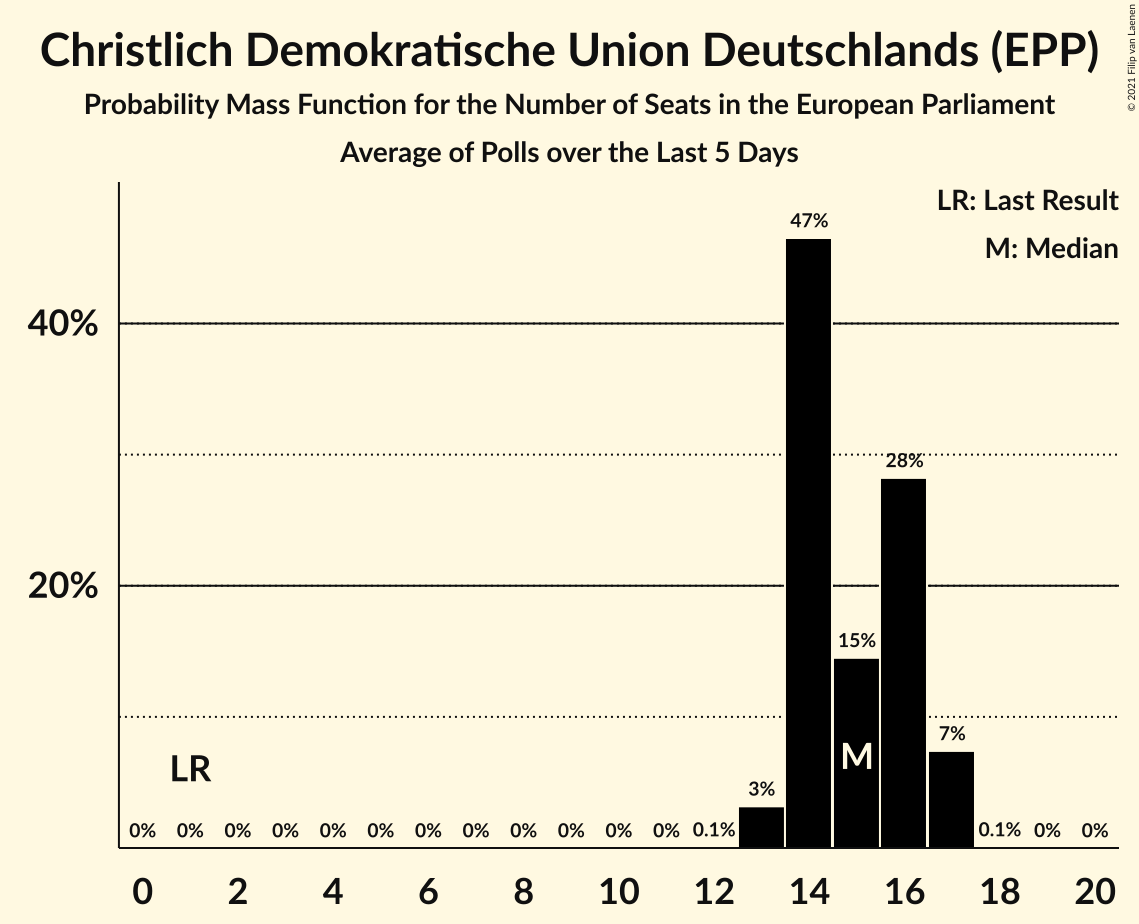 Christlich Demokratische Union Deutschlands (EPP)
Probability Mass Function for the Number of Seats in the European Parliament
Average of Polls over the Last 5 Days
© 2021 Filip van Laenen
LR: Last Result
M: Median
47%
40%
28%
20%
15%
7%
M
LR
3%
0% 0% 0% 0% 0% 0% 0% 0% 0% 0% 0% 0% 0.1% 0.1% 0% 0%
0 2 4 6 8 10 12 14 16 18 20